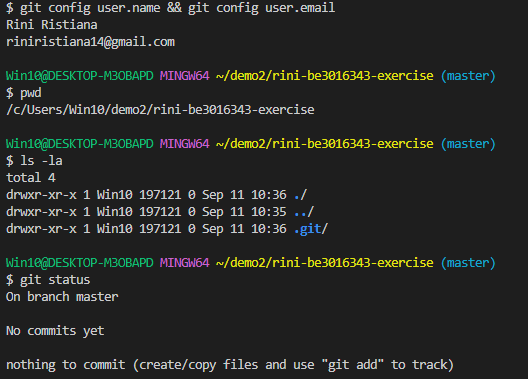 $ git config user.name && git config user.email
Rini Ristiana
riniristiana14@gmail.com
Win10@DESKTOP-M3OBAPD MINGW64 ~/demo2/rini-be3016343-exercise (master)
$ pwd
/c/Users/Win10/demo2/rini-be3016343-exercise
Win10@DESKTOP-M3OBAPD MINGW64 ~/demo2/rini-be3016343-exercise (master)
$ ls -la
total 4
drwxr-xr-x 1 Win10 197121 0 Sep 11 10:36 ./
drwxr-xr-x 1 Win10 197121 0 Sep 11 10:35 ../
drwxr-xr-x 1 Win10 197121 0 Sep 11 10:36 .git/
Win10@DESKTOP-M3OBAPD MINGW64 ~/demo2/rini-be3016343-exercise (master)
$ git status
On branch master
No commits yet
nothing to commit (create/copy files and use "git add" to track)